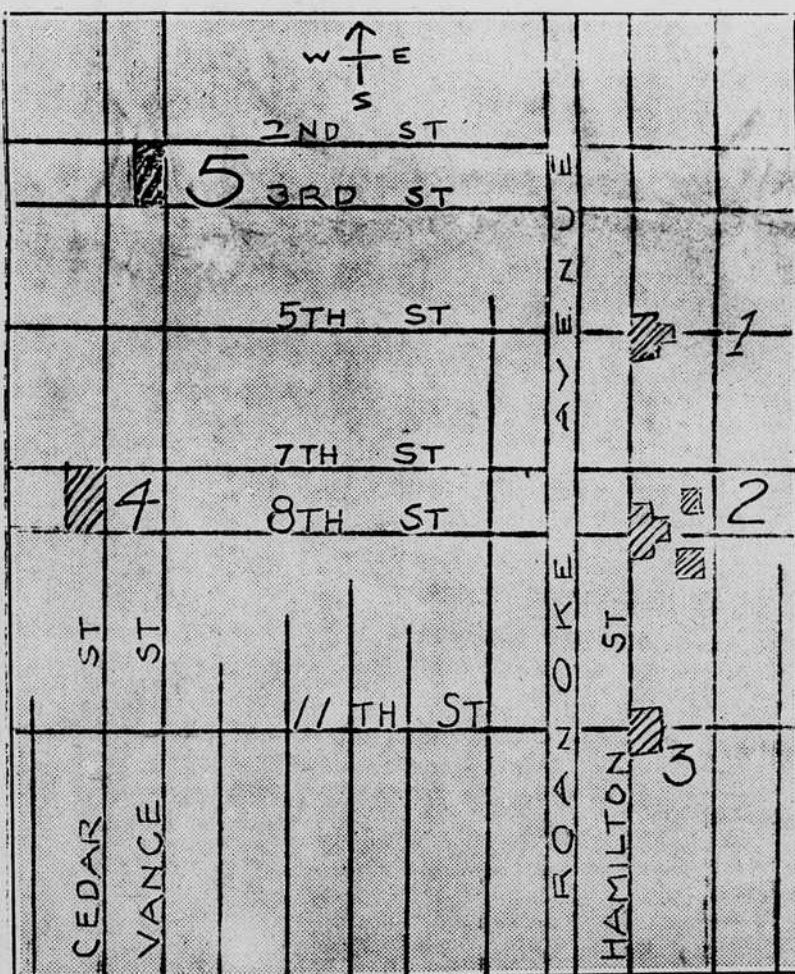 W E
S
2ND ST
5 3RD ST
5TH ST
1
7TH ST
4 8TH ST
2
11 TH ST
3
ROANOKE AVENUE
HAMILTON ST
CEDAR ST
VANCE ST